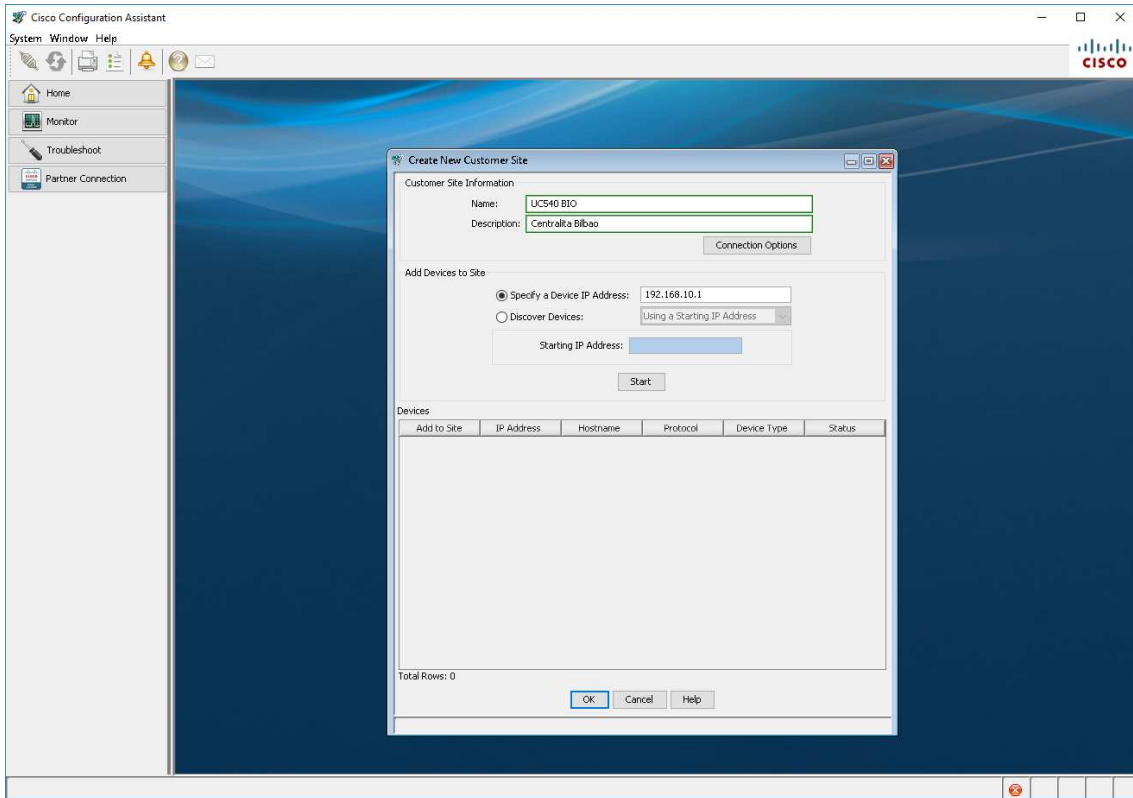 Cisco Configuration Assistant
System Window Help
CISCO
Home
Monitor
Troubleshoot
Partner Connection
Create New Customer Site
Customer Site Information
Name: UC540 BIO
Description: Centralita Bilbao
Connection Options
Add Devices to Site
Specify a Device IP Address: 192.168.10.1
Discover Devices: Using a Starting IP Address
Starting IP Address:
Start
Devices
Add to Site IP Address Hostname Protocol Device Type Status
Total Rows: 0
OK Cancel Help